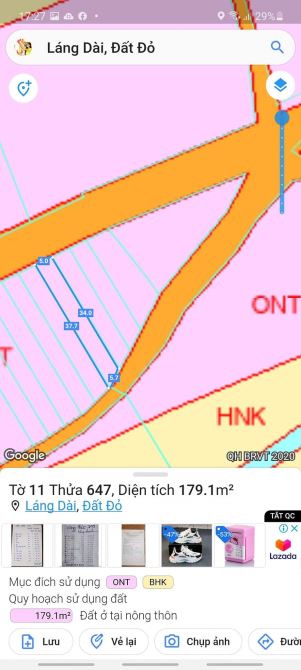 17:27 29%
Láng Dài, Đất Đỏ
5.0
34.0
37.7
5.7
ONT
T
HNK
Google
QH BRVT 2020
Tờ 11 Thửa 647, Diện tích 179.1m²
Láng Dài, Đất Đỏ
TẮT QC
-47%
-53%
Lazada
Mục đích sử dụng ONT BHK
Quy hoạch sử dụng đất
179.1m² Đất ở tại nông thôn
Lưu Vẽ lại Chụp ảnh Đườ